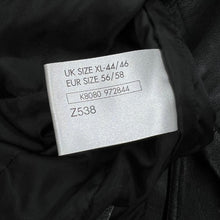 UK SIZE XL-44/46
EUR SIZE 56/58
K8080 972844
Z538